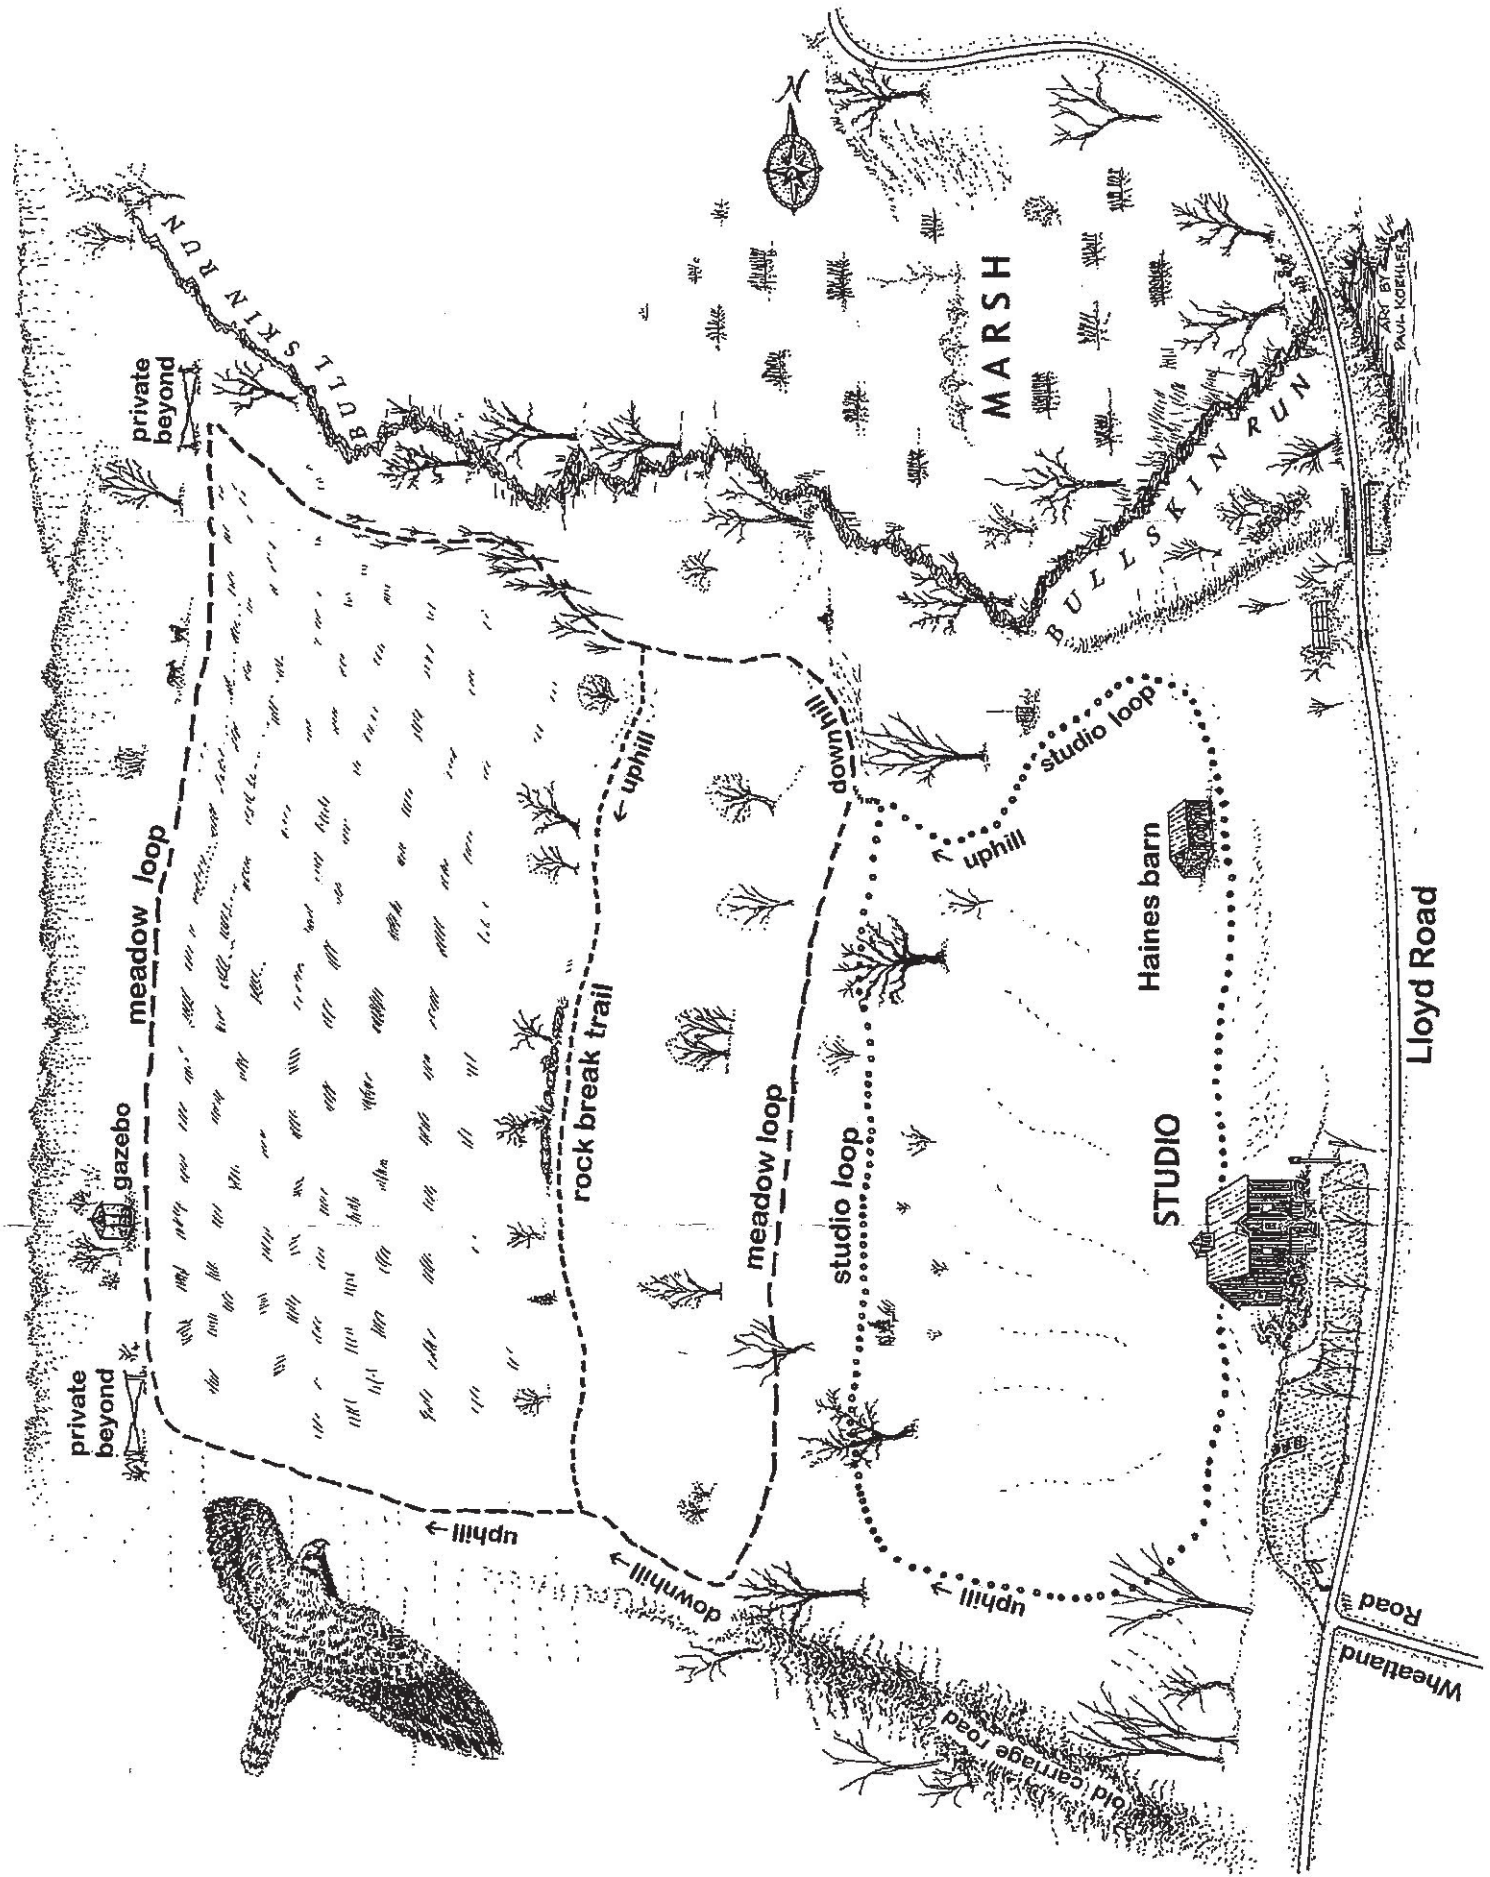 N
BULLSKIN RUN
private
beyond
MARSH
BULLSKIN RUN
ART BY
PAUL KOEHLER
meadow loop
downhill
studio loop
← uphill
← uphill
Haines barn
gazebo
rock break trail
meadow loop
studio loop
STUDIO
Lloyd Road
private
beyond
uphill →
downhill →
uphill →
old carriage road
Wheatland
Road